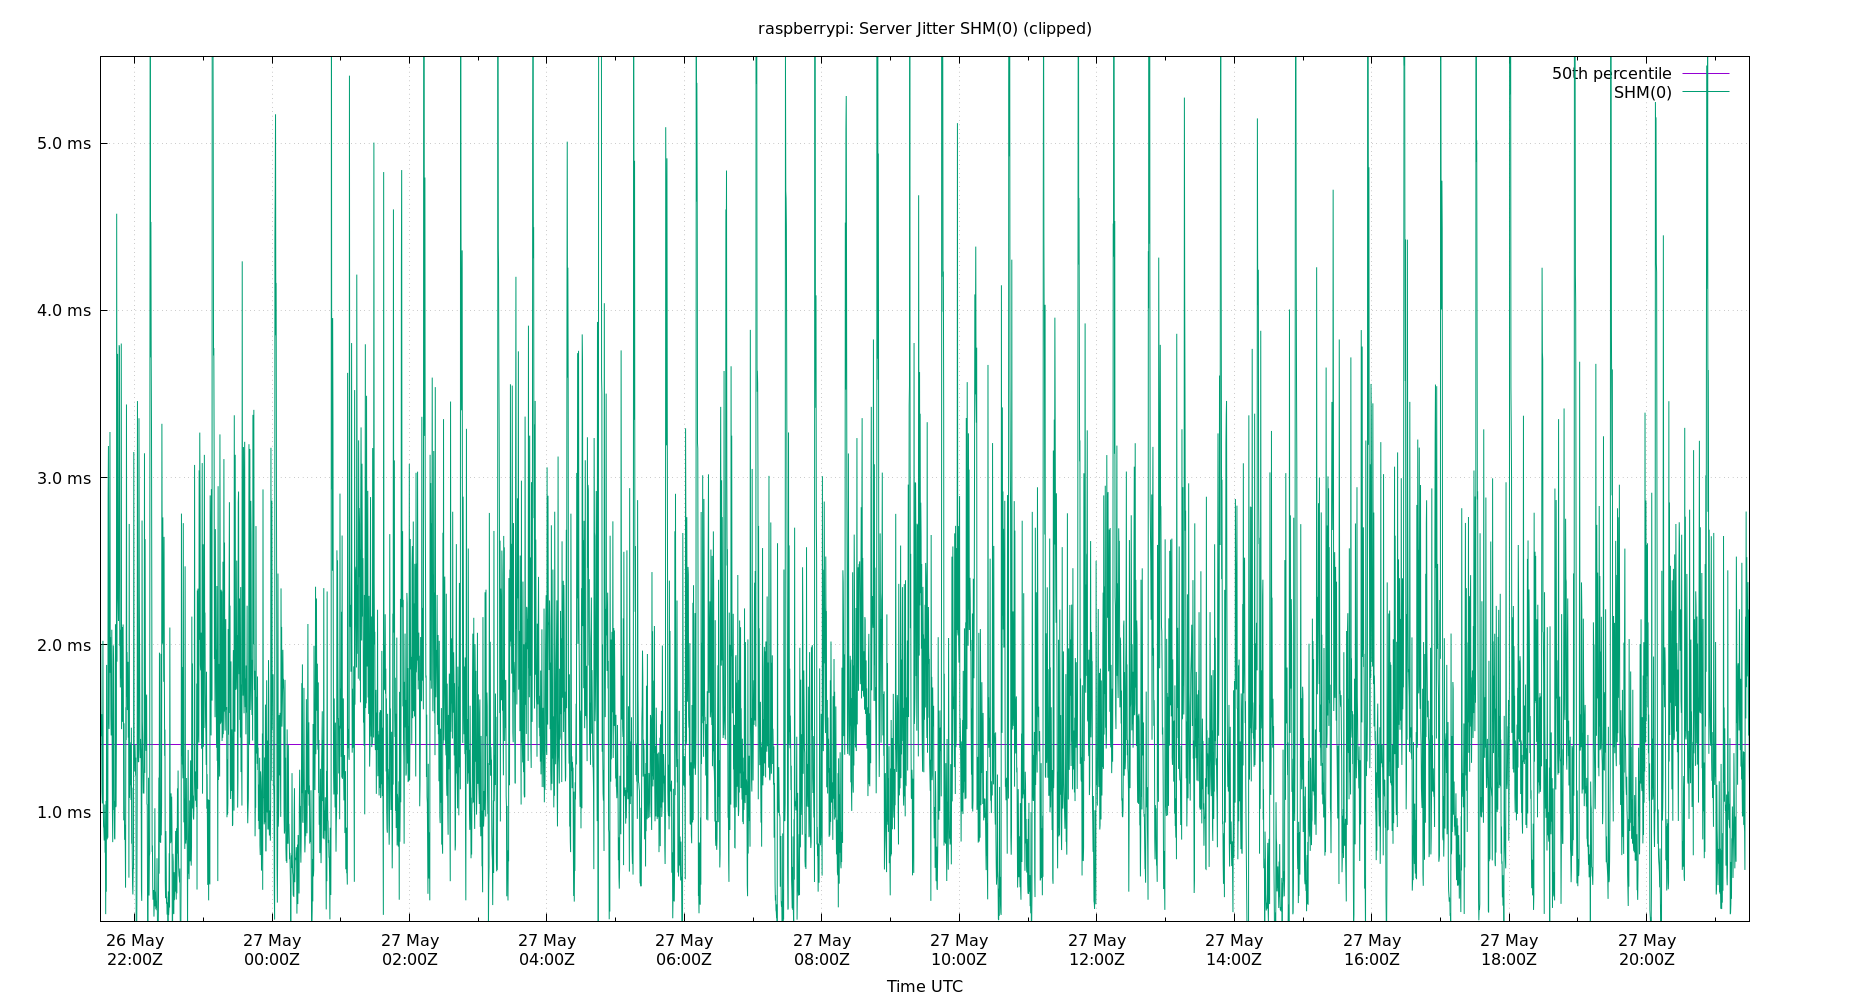 raspberrypi: Server Jitter SHM(0) (clipped)
50th percentile
SHM(0)
5.0 ms
4.0 ms
3.0 ms
2.0 ms
1.0 ms
26 May 27 May 27 May 27 May 27 May 27 May 27 May 27 May 27 May 27 May 27 May 27 May
22:00Z 00:00Z 02:00Z 04:00Z 06:00Z 08:00Z 10:00Z 12:00Z 14:00Z 16:00Z 18:00Z 20:00Z
Time UTC